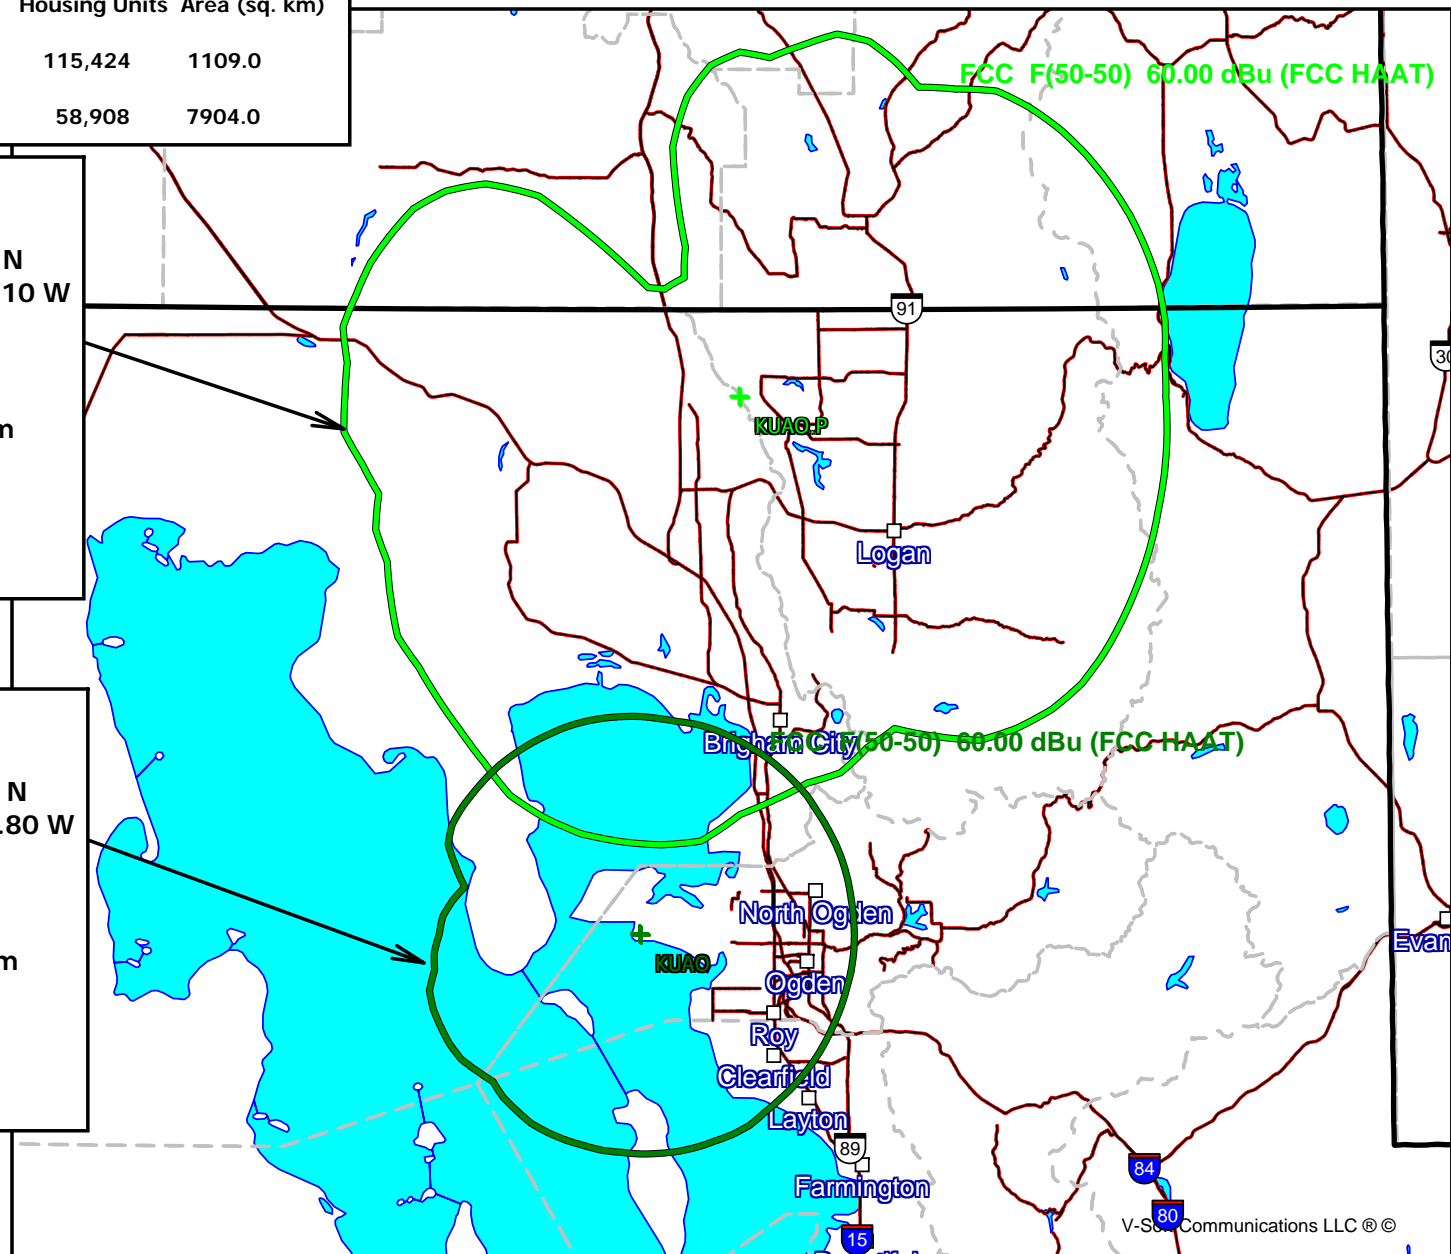 Housing Units Area (sq. km)
115,424 1109.0
58,908 7904.0
FCC F(50-50) 60.00 dBu (FCC HAAT)
N
10 W
91
30
KUAO.P
m
Logan
Brigham City
FCC F(50-50) 60.00 dBu (FCC HAAT)
N
.80 W
North Ogden
Evan
KUAO
m
Ogden
Roy
Clearfield
Layton
89
84
Farmington
80
V-Soft Communications LLC ® ©
15